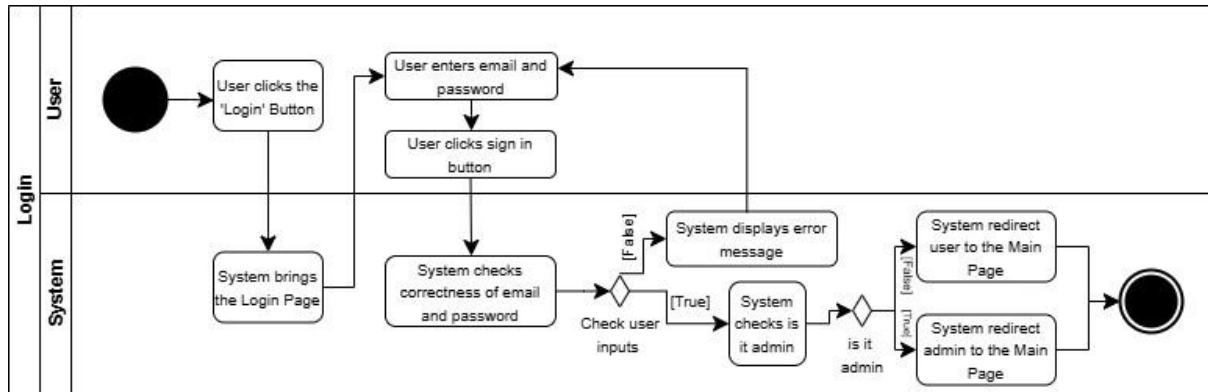 Login
User
System
User clicks the
'Login' Button
User enters email and
password
User clicks sign in
button
System brings
the Login Page
System checks
correctness of email
and password
Check user
inputs
[False]
System displays error
message
[True]
System
checks is
it admin
is it
admin
[False]
System redirect
user to the Main
Page
[True]
System redirect
admin to the Main
Page